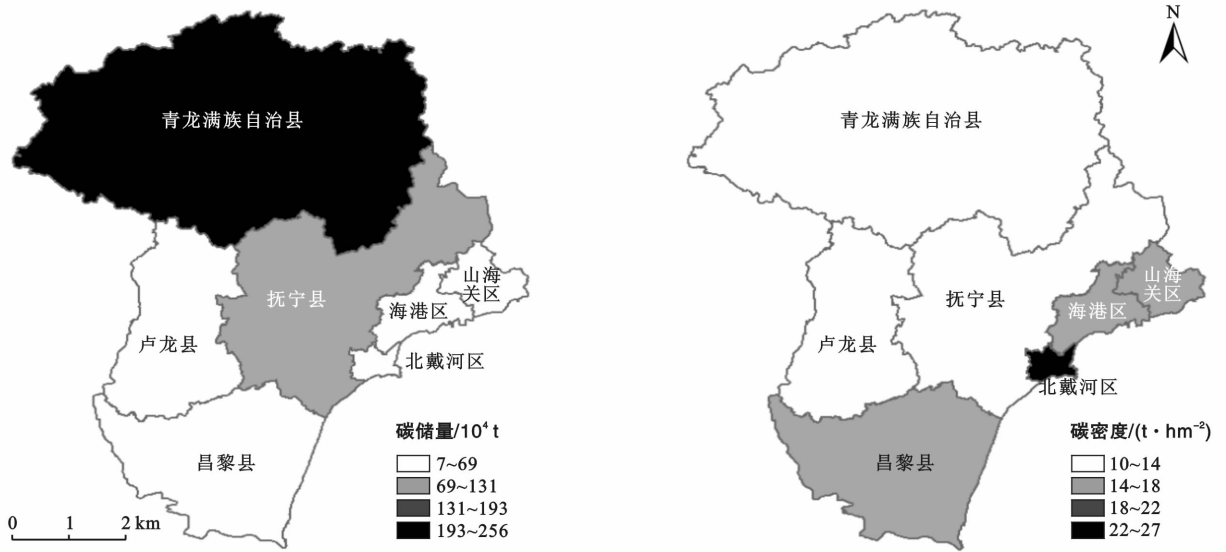 青龙满族自治县
抚宁县
山海
关区
海港区
卢龙县
北戴河区
昌黎县
碳储量/10⁴ t
7~69
69~131
131~193
193~256
0 1 2 km
N
青龙满族自治县
山海
关区
抚宁县
海港区
卢龙县
北戴河区
昌黎县
碳密度/(t·hm⁻²)
10~14
14~18
18~22
22~27